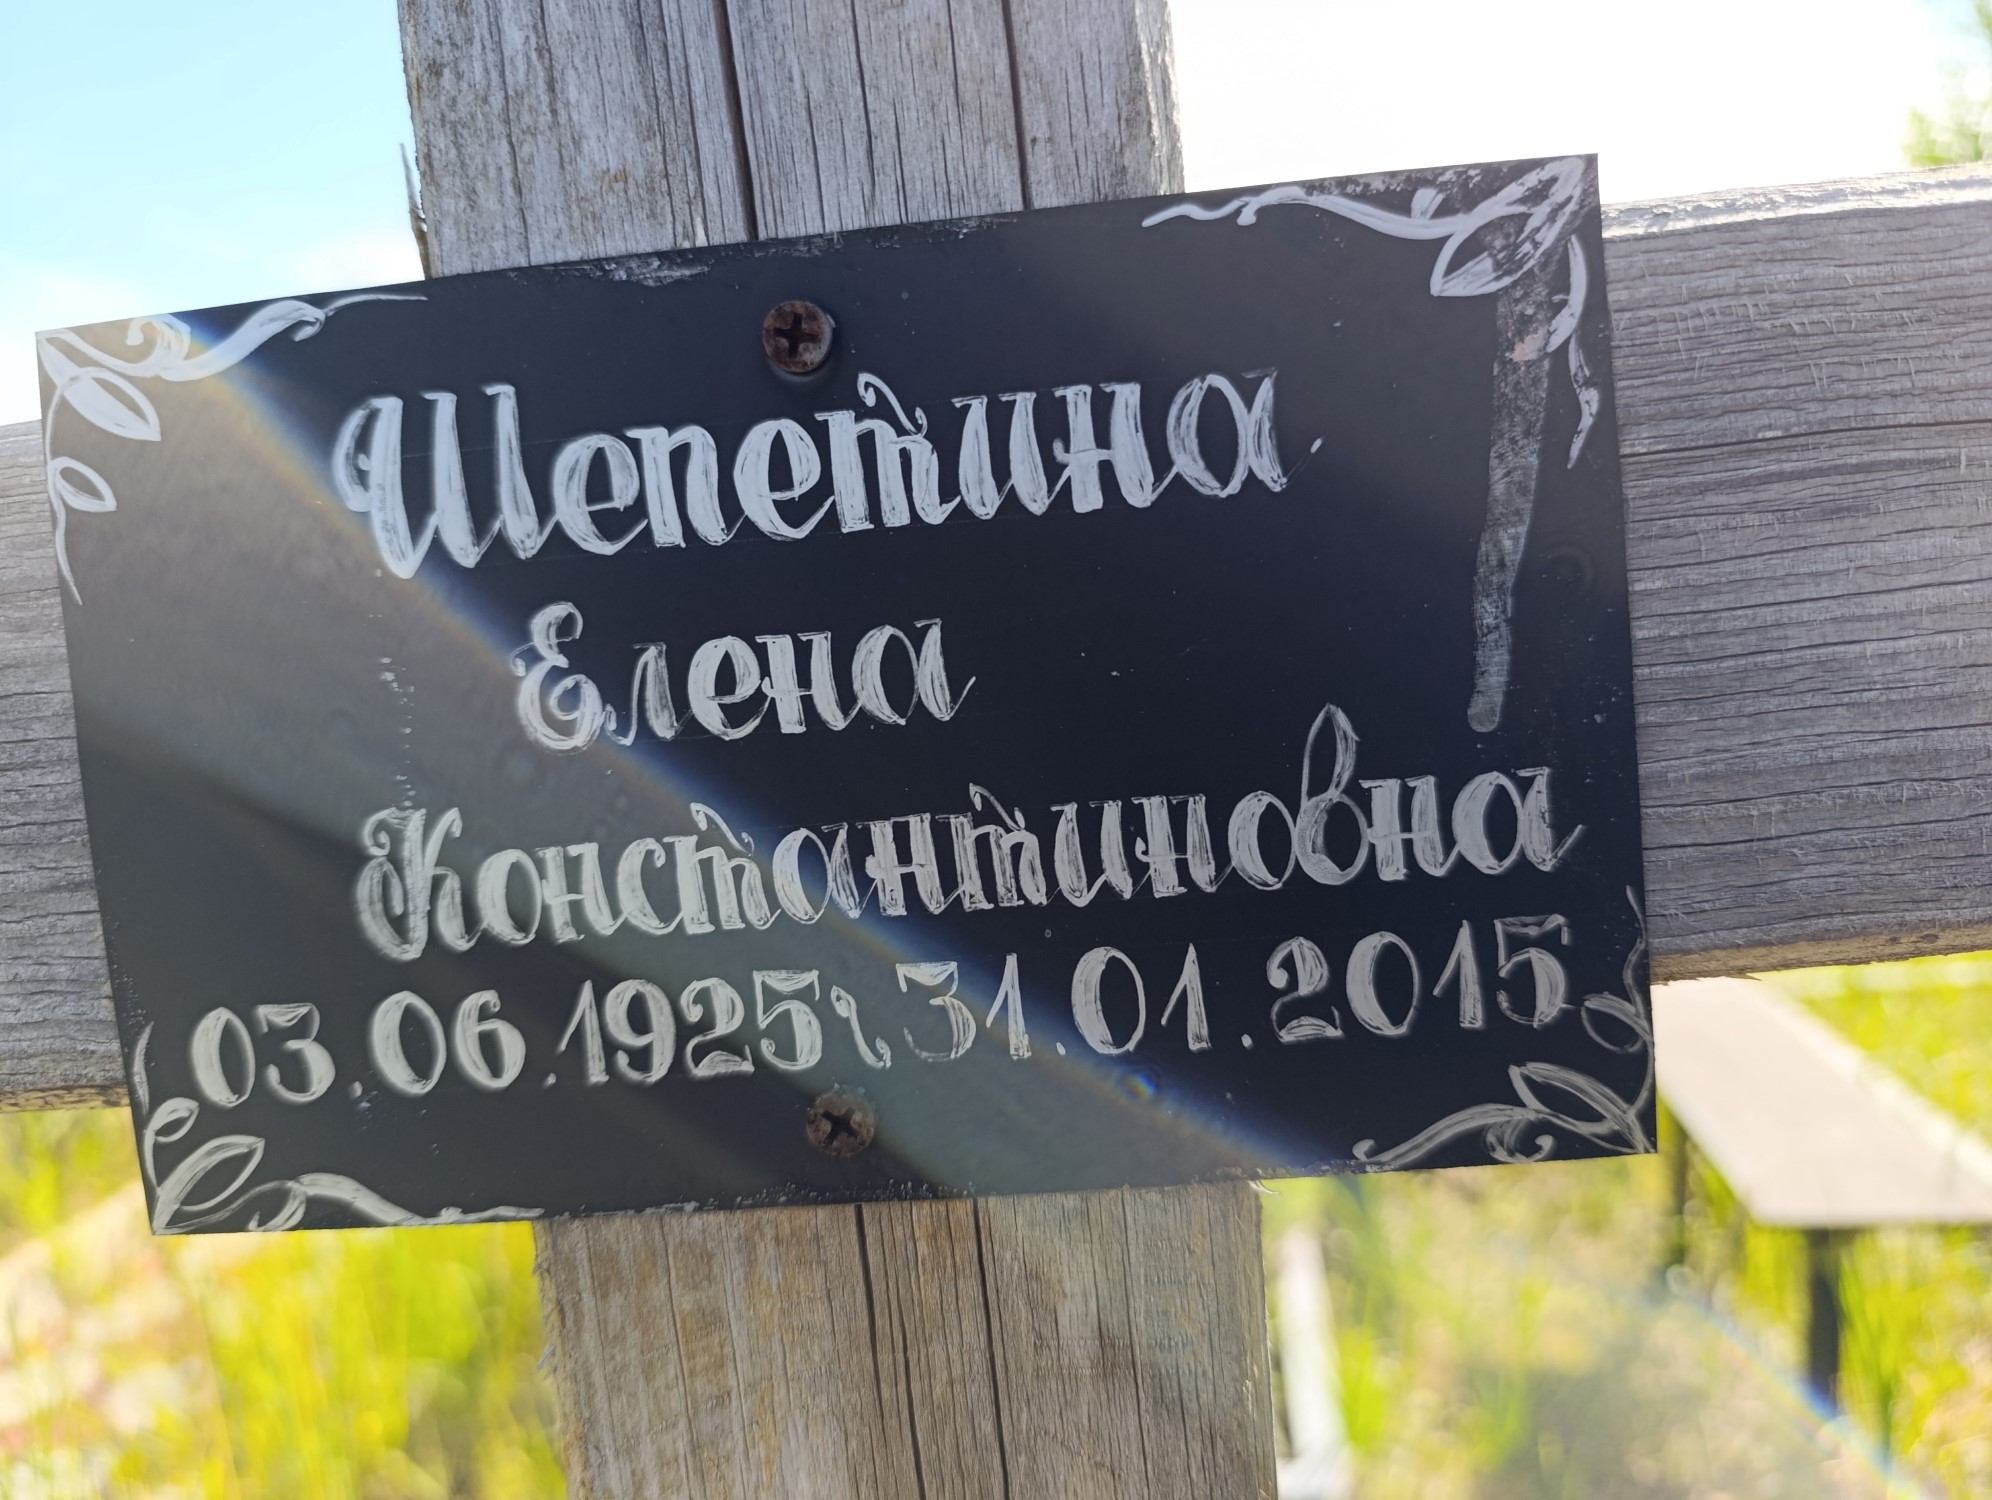 Шепетина
Елена
Константиновна
03.06.1925 ~ 31.01.2015